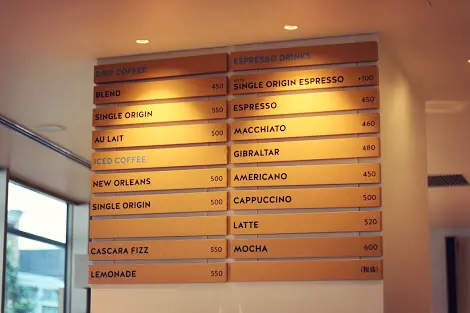 DRIP COFFEE
BLEND 450
SINGLE ORIGIN 550
AU LAIT 500
ICED COFFEE
NEW ORLEANS 500
SINGLE ORIGIN 500
CASCARA FIZZ 550
LEMONADE 550
ESPRESSO DRINKS
SINGLE ORIGIN ESPRESSO +100
ESPRESSO 450
MACCHIATO 460
GIBRALTAR 480
AMERICANO 450
CAPPUCCINO 500
LATTE 520
MOCHA 600
(税抜)